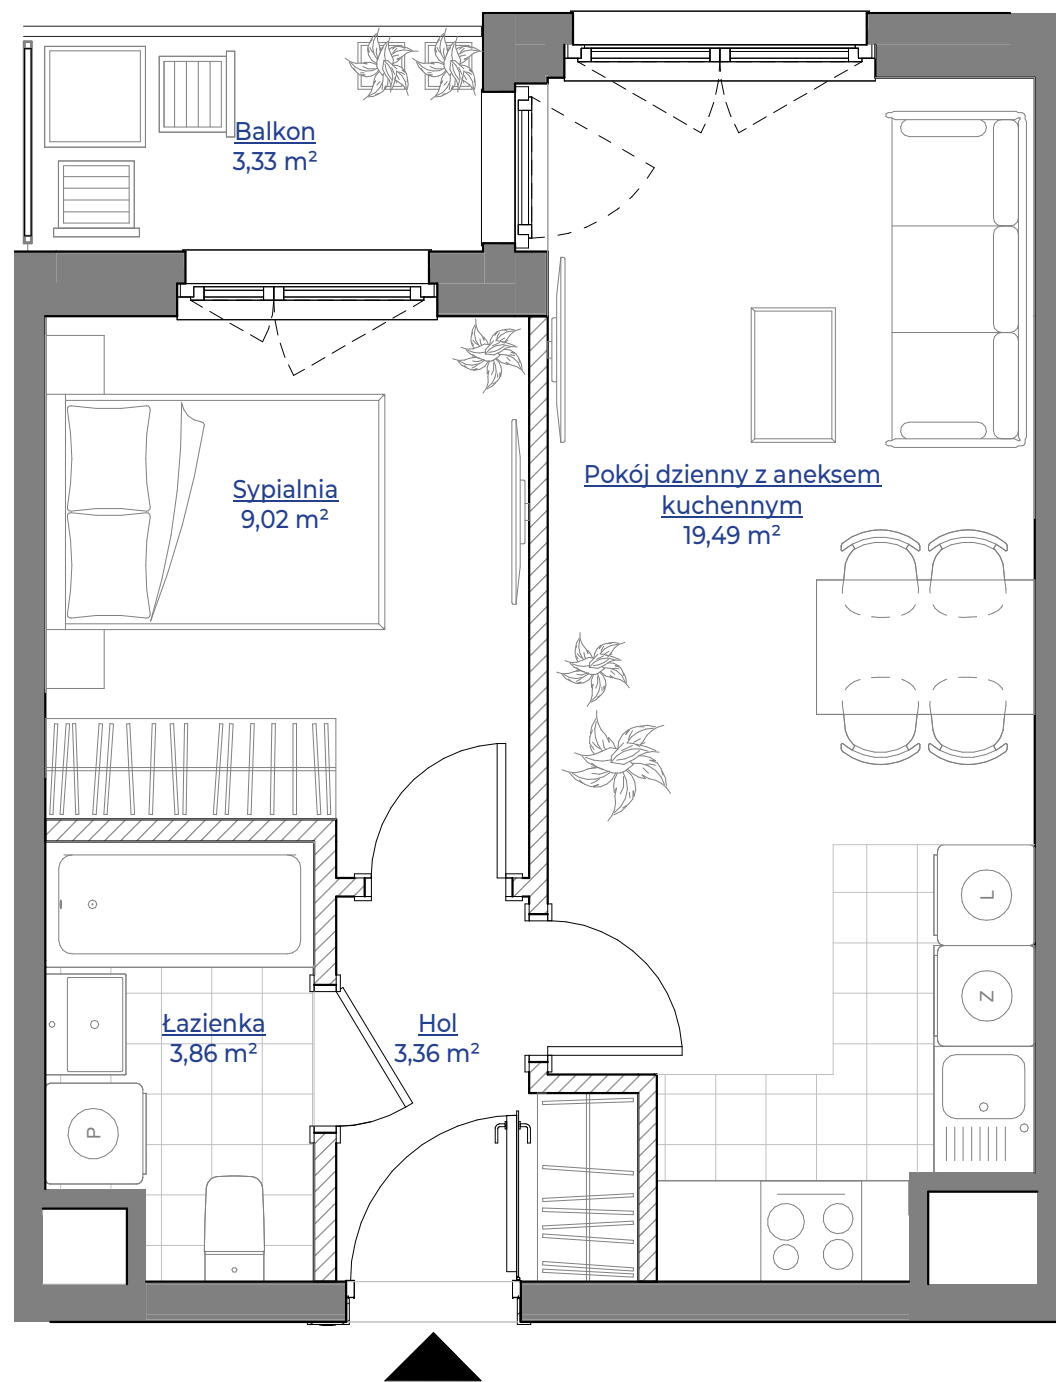 Balkon
3,33 m²
Sypialnia
9,02 m²
Pokój dzienny z aneksem
kuchennym
19,49 m²
L
Z
Łazienka
3,86 m²
Hol
3,36 m²
P